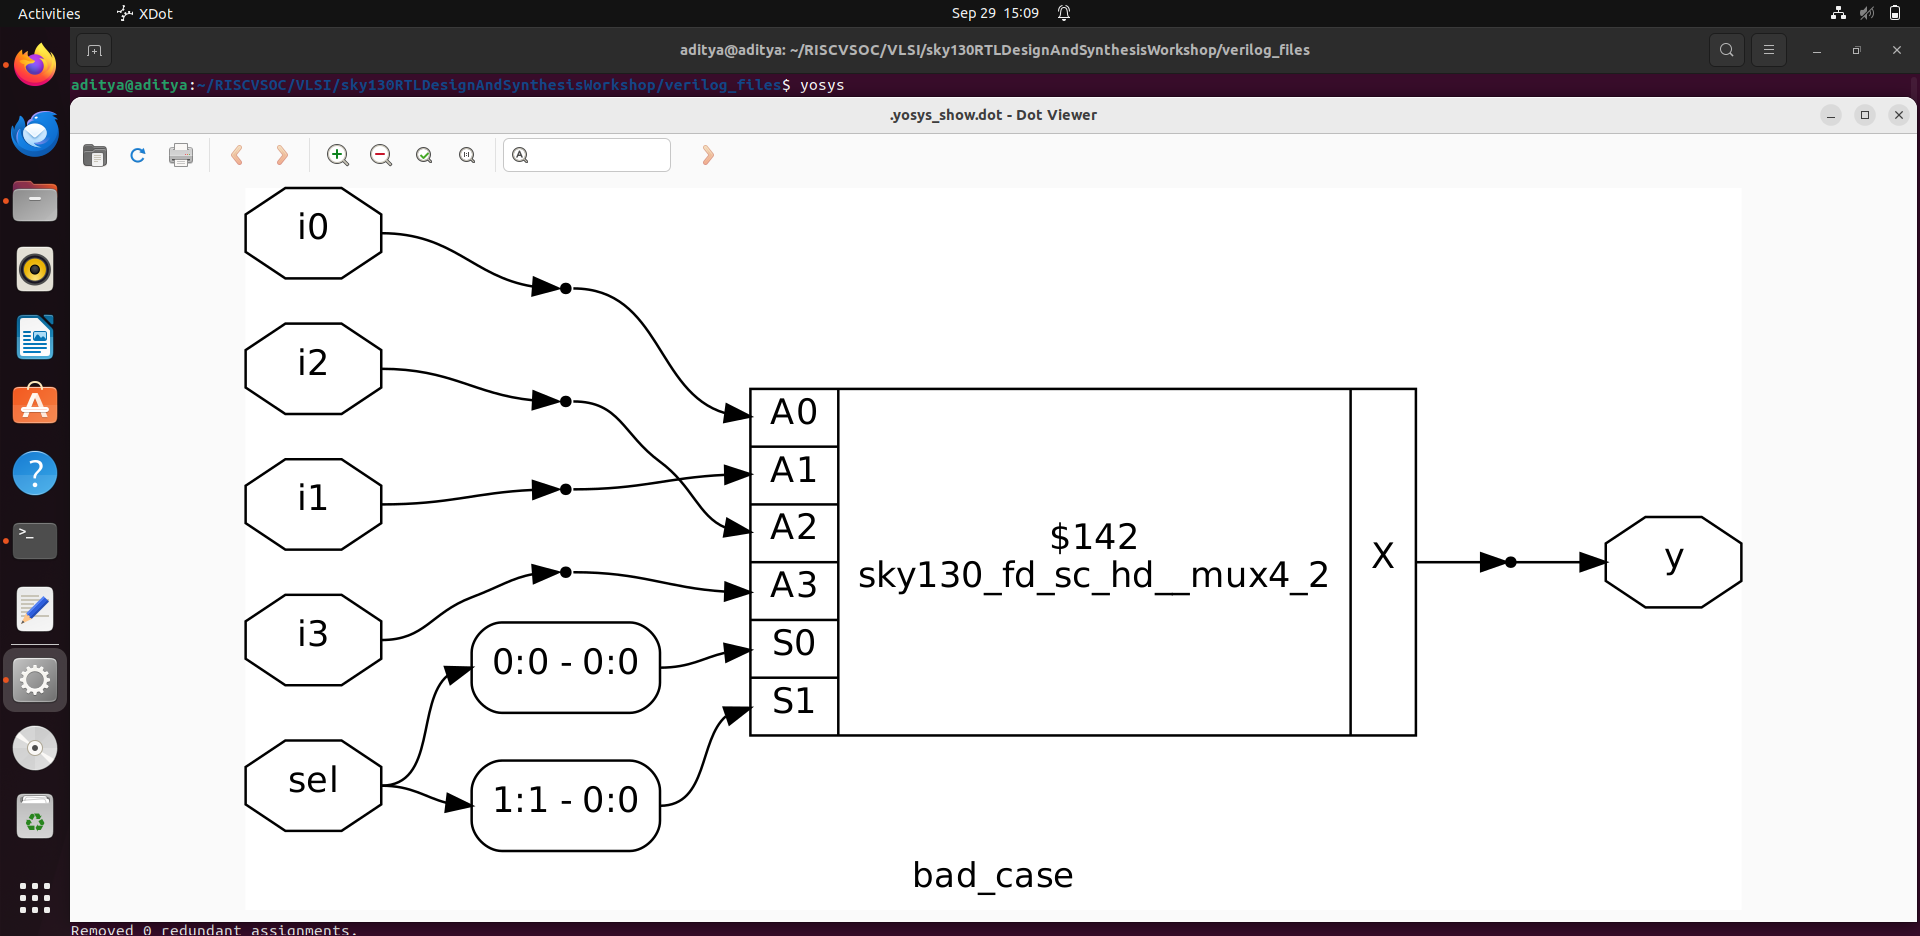 Activities
XDot
Sep 29 15:09
aditya@aditya: ~/RISCVSOC/VLSI/sky130RTLDesignAndSynthesisWorkshop/verilog_files
aditya@aditya:~/RISCVSOC/VLSI/sky130RTLDesignAndSynthesisWorkshop/verilog_files$ yosys
.yosys_show.dot - Dot Viewer
i0
i2
i1
i3
sel
0:0 - 0:0
1:1 - 0:0
A0
A1
A2
A3
S0
S1
$142
sky130_fd_sc_hd__mux4_2
X
y
bad_case
Removed 0 redundant assignments.